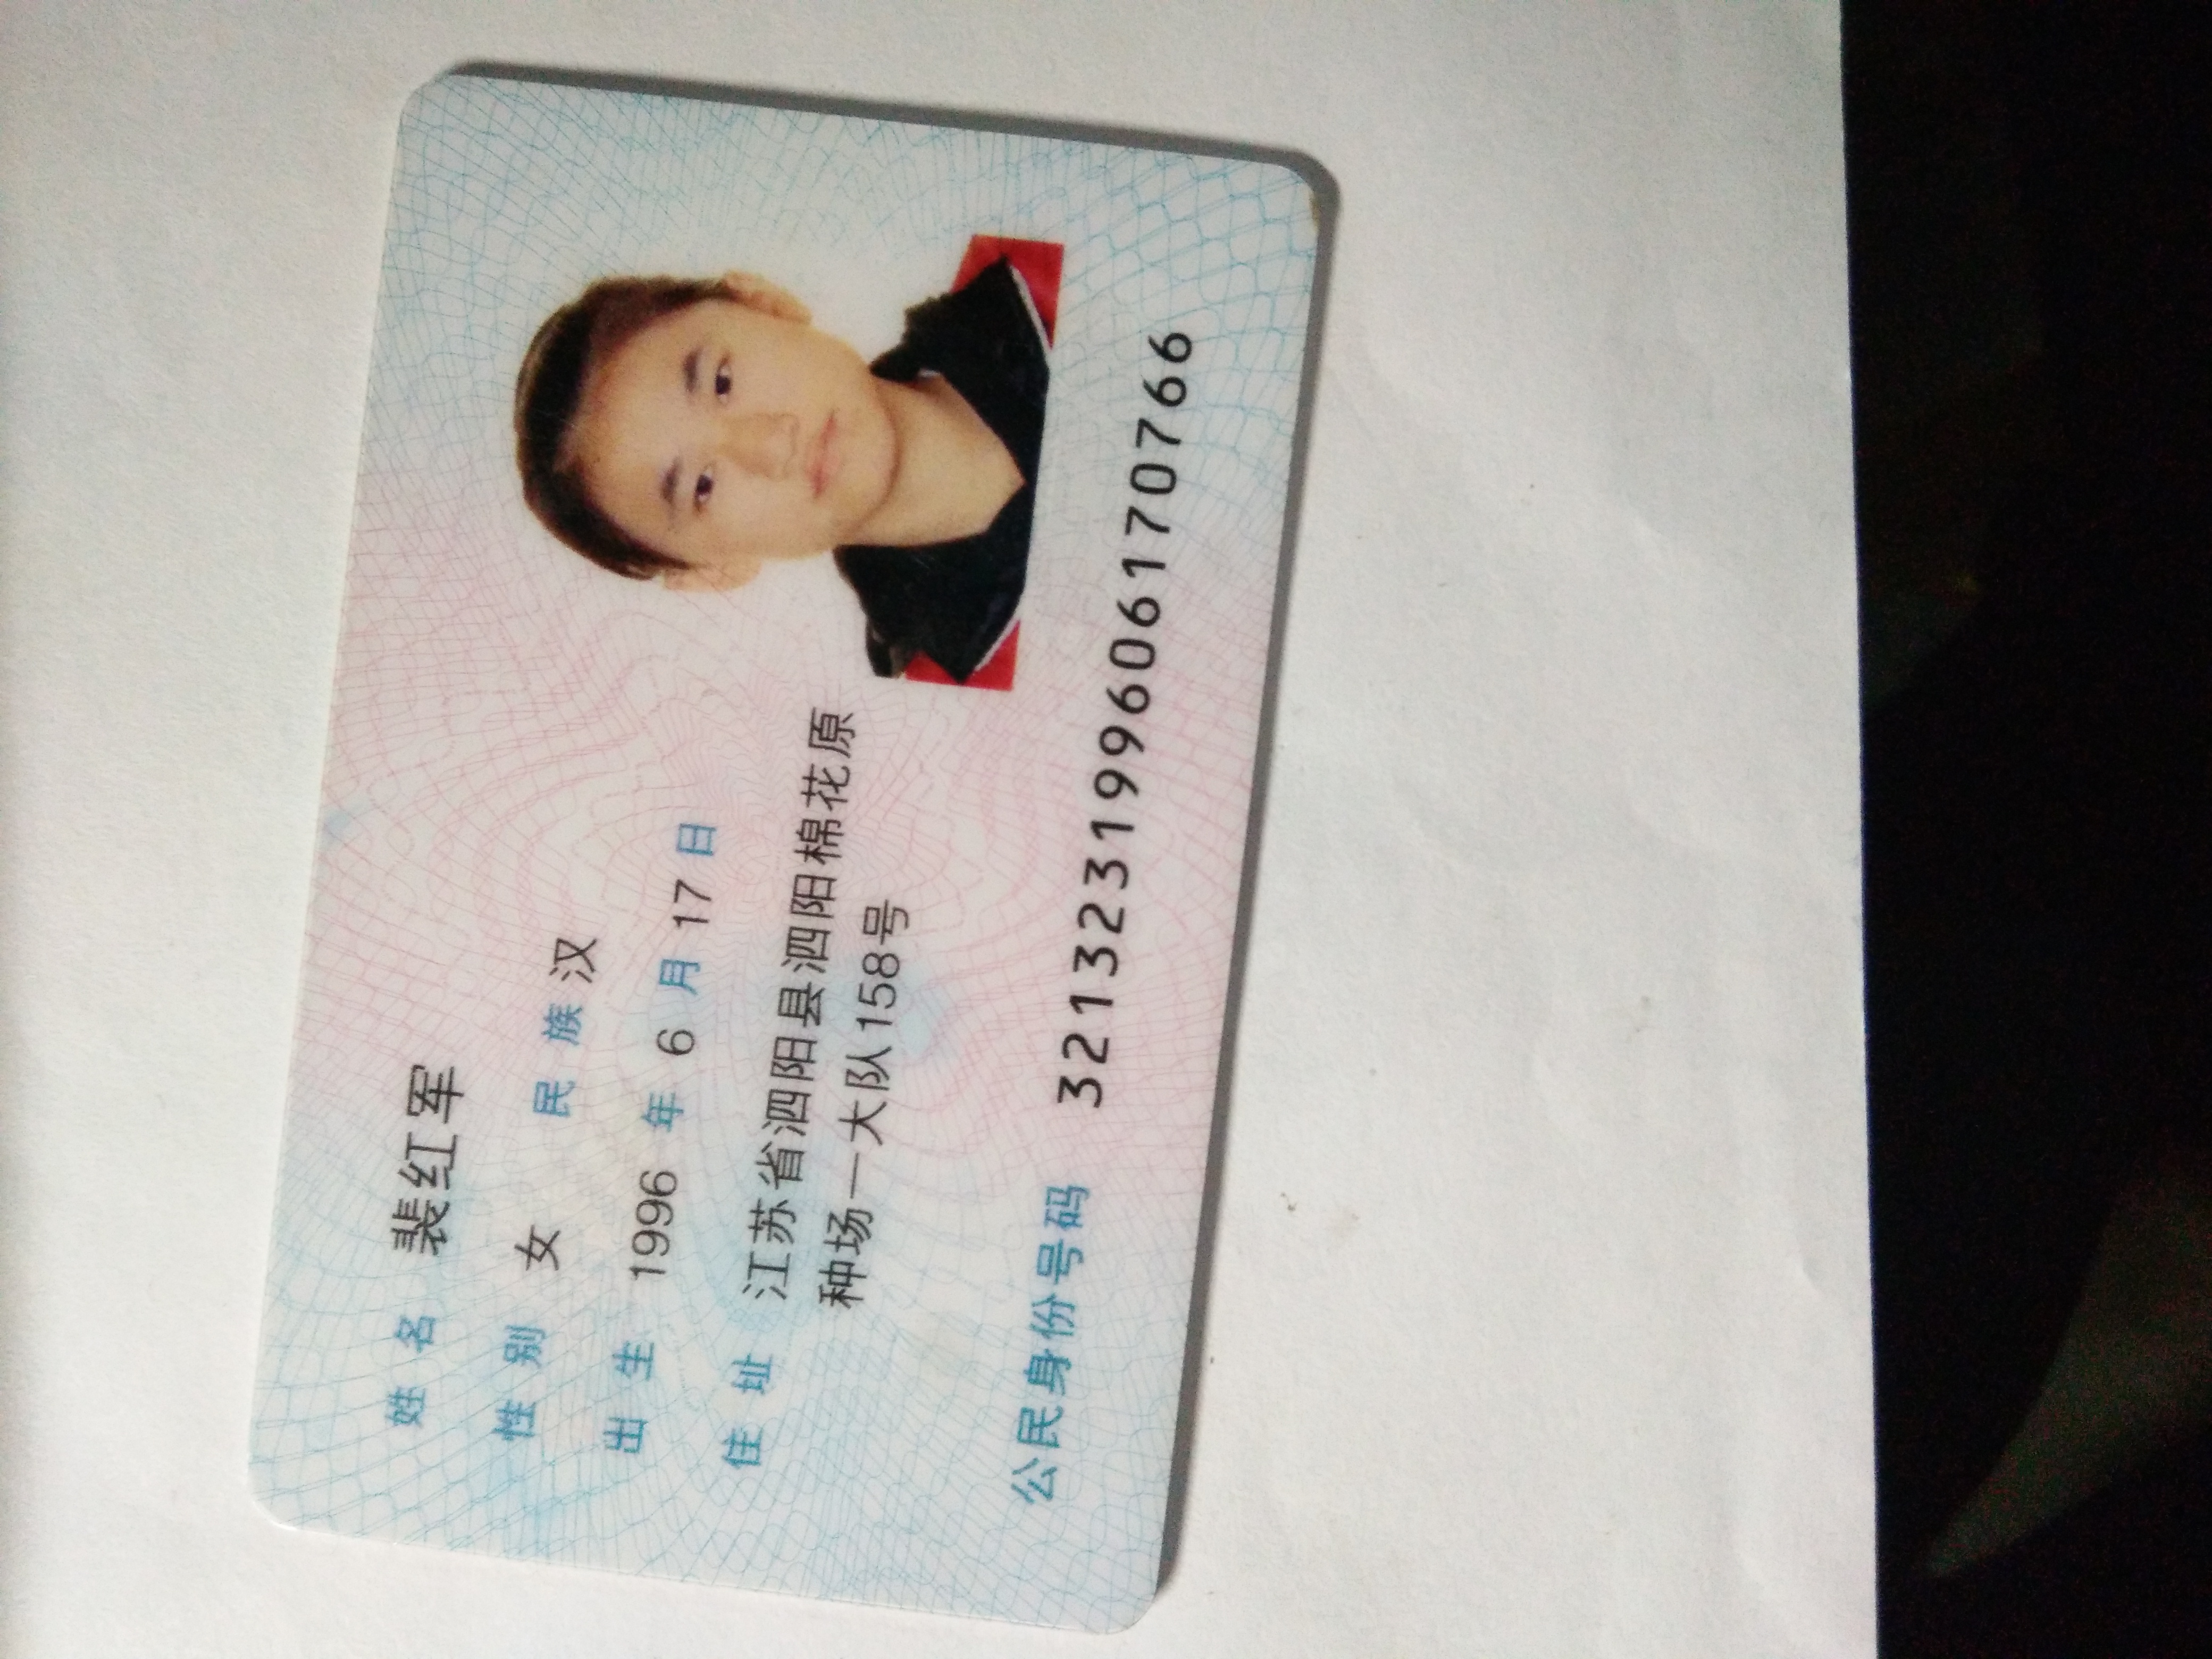 姓名 裴红军
性别 女 民族 汉
出生 1996 年 6 月 17 日
住址 江苏省泗阳县泗阳棉花原
种场一大队158号
公民身份号码 321323199606170766